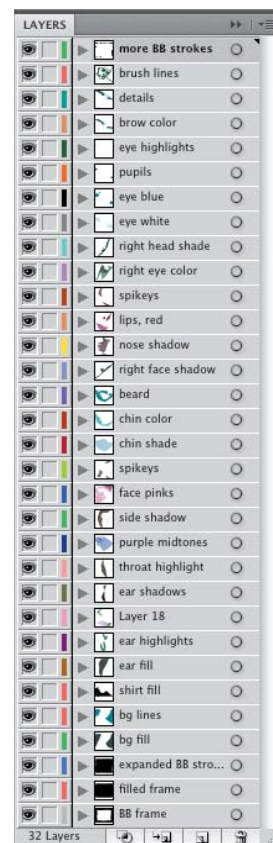 LAYERS
more BB strokes
brush lines
details
brow color
eye highlights
pupils
eye blue
eye white
right head shade
right eye color
spikeys
lips, red
nose shadow
right face shadow
beard
chin color
chin shade
spikeys
face pinks
side shadow
purple midtones
throat highlight
ear shadows
Layer 18
ear highlights
ear fill
shirt fill
bg lines
bg fill
expanded BB stro...
filled frame
BB frame
32 Layers